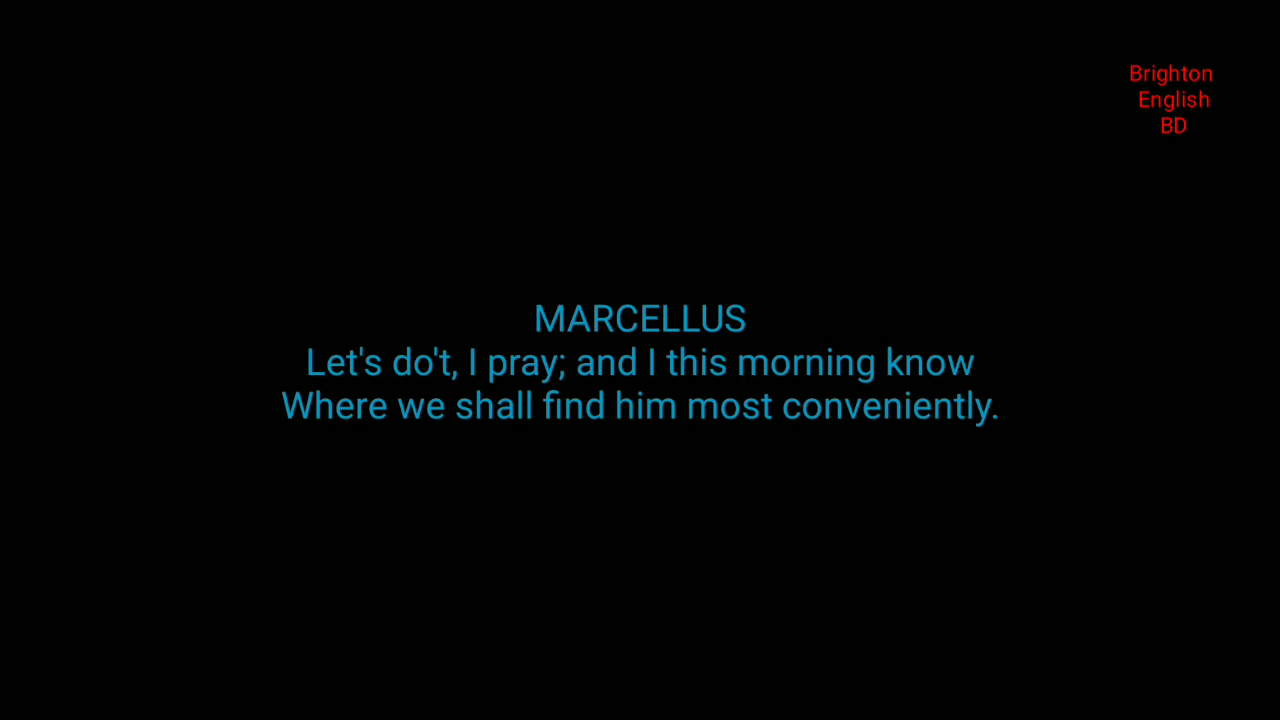 Brighton
English
BD
MARCELLUS
Let's do't, I pray; and I this morning know
Where we shall find him most conveniently.